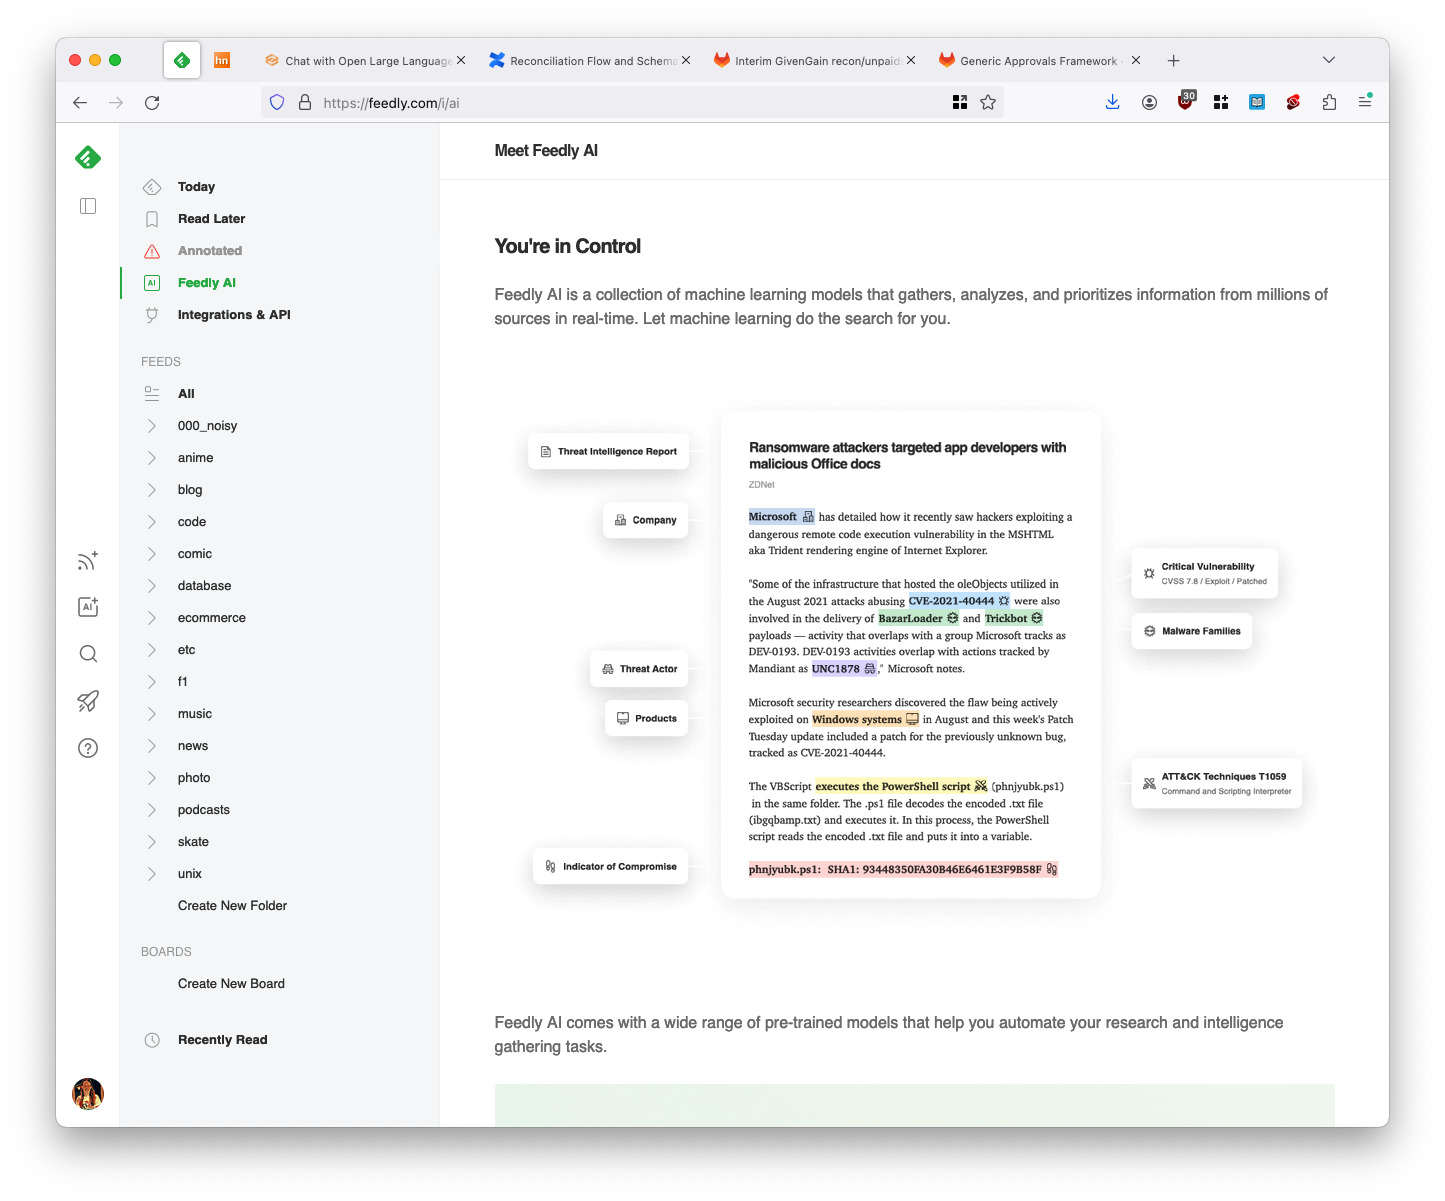 hn
Chat with Open Large Language
Reconciliation Flow and Schema
Interim GivenGain recon/unpaid
Generic Approvals Framework
https://feedly.com/i/ai
30
Meet Feedly AI
Today
Read Later
Annotated
AI
Feedly AI
Integrations & API
FEEDS
All
000_noisy
anime
blog
code
comic
database
ecommerce
etc
f1
music
news
photo
podcasts
skate
unix
Create New Folder
BOARDS
Create New Board
Recently Read
AI
You're in Control
Feedly AI is a collection of machine learning models that gathers, analyzes, and prioritizes information from millions of
sources in real-time. Let machine learning do the search for you.
Threat Intelligence Report
Company
Threat Actor
Products
Indicator of Compromise
Ransomware attackers targeted app developers with
malicious Office docs
ZDNet
Microsoft has detailed how it recently saw hackers exploiting a
dangerous remote code execution vulnerability in the MSHTML
aka Trident rendering engine of Internet Explorer.
"Some of the infrastructure that hosted the oleObjects utilized in
the August 2021 attacks abusing CVE-2021-40444 were also
involved in the delivery of BazarLoader and Trickbot
payloads — activity that overlaps with a group Microsoft tracks as
DEV-0193. DEV-0193 activities overlap with actions tracked by
Mandiant as UNC1878 ," Microsoft notes.
Microsoft security researchers discovered the flaw being actively
exploited on Windows systems in August and this week's Patch
Tuesday update included a patch for the previously unknown bug,
tracked as CVE-2021-40444.
The VBScript executes the PowerShell script (phnjyubk.ps1)
in the same folder. The .ps1 file decodes the encoded .txt file
(ibgqbamp.txt) and executes it. In this process, the PowerShell
script reads the encoded .txt file and puts it into a variable.
phnjyubk.ps1: SHA1: 93448350FA30B46E6461E3F9B58F
Critical Vulnerability
CVSS 7.8 / Exploit / Patched
Malware Families
ATT&CK Techniques T1059
Command and Scripting Interpreter
Feedly AI comes with a wide range of pre-trained models that help you automate your research and intelligence
gathering tasks.